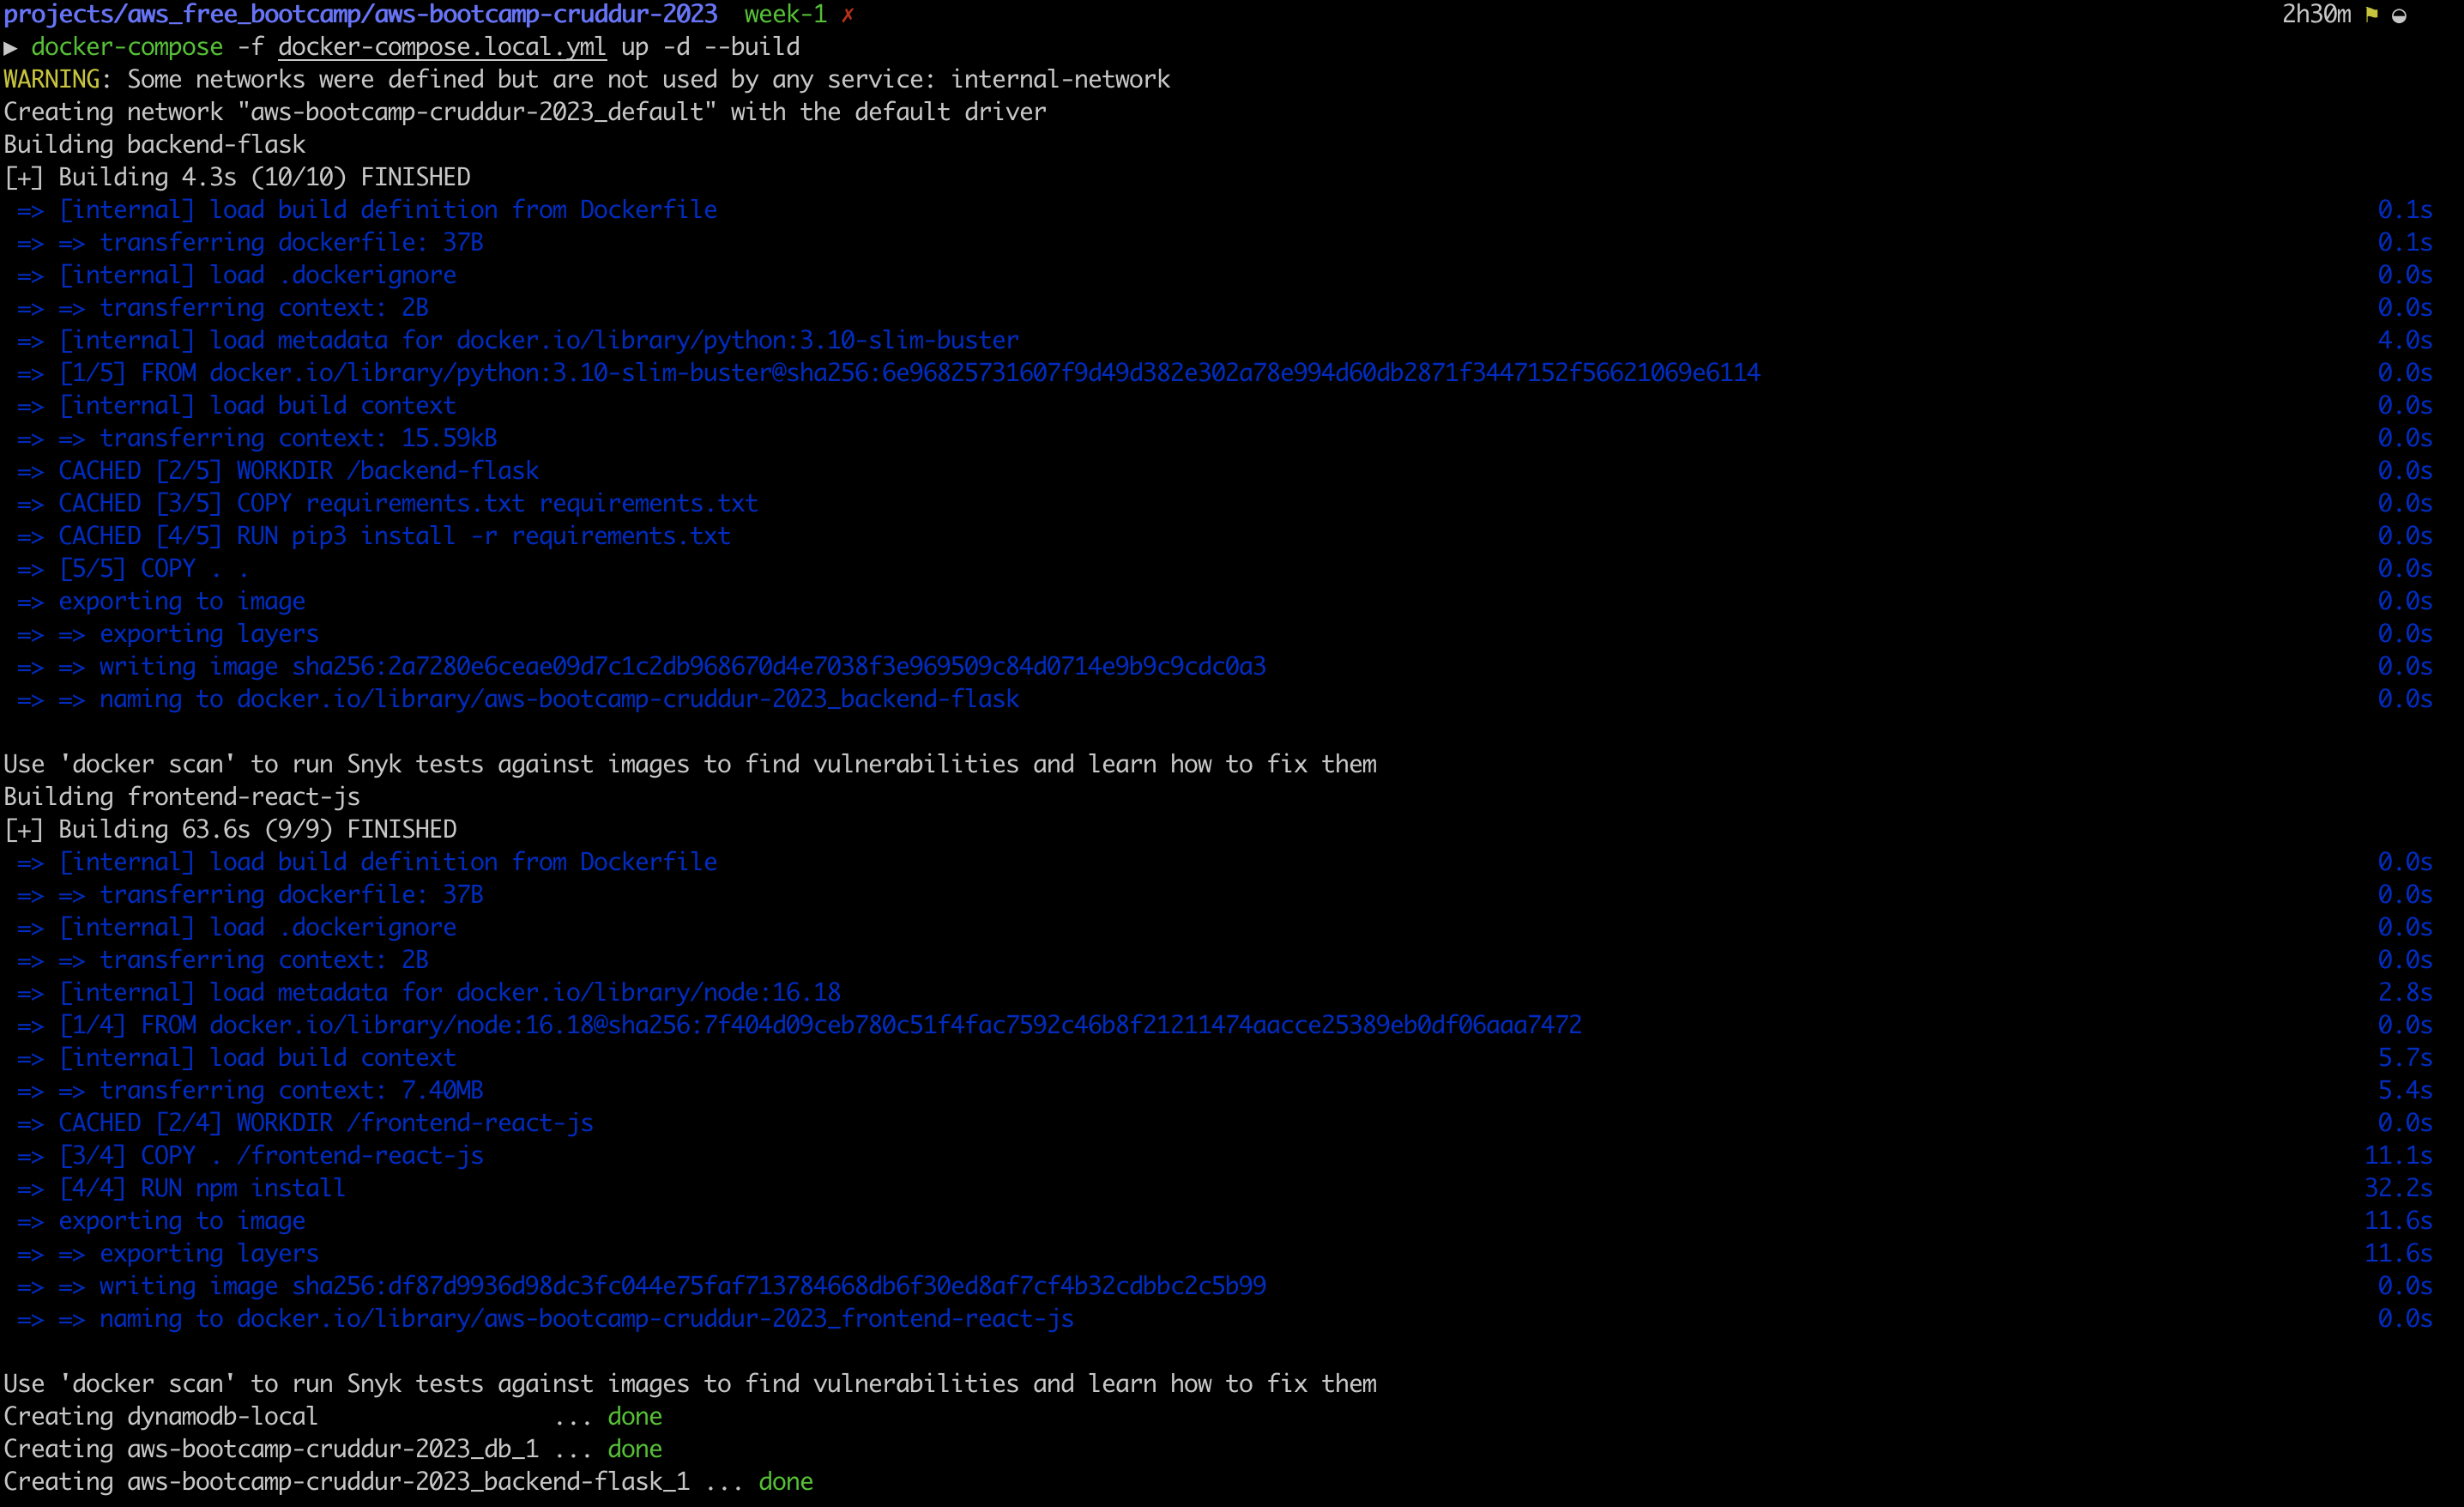 projects/aws_free_bootcamp/aws-bootcamp-cruddur-2023  week-1 ✗ 2h30m ⚑ ◒
▶ docker-compose -f docker-compose.local.yml up -d --build
WARNING: Some networks were defined but are not used by any service: internal-network
Creating network "aws-bootcamp-cruddur-2023_default" with the default driver
Building backend-flask
[+] Building 4.3s (10/10) FINISHED
 => [internal] load build definition from Dockerfile 0.1s
 => => transferring dockerfile: 37B 0.1s
 => [internal] load .dockerignore 0.0s
 => => transferring context: 2B 0.0s
 => [internal] load metadata for docker.io/library/python:3.10-slim-buster 4.0s
 => [1/5] FROM docker.io/library/python:3.10-slim-buster@sha256:6e96825731607f9d49d382e302a78e994d60db2871f3447152f56621069e6114 0.0s
 => [internal] load build context 0.0s
 => => transferring context: 15.59kB 0.0s
 => CACHED [2/5] WORKDIR /backend-flask 0.0s
 => CACHED [3/5] COPY requirements.txt requirements.txt 0.0s
 => CACHED [4/5] RUN pip3 install -r requirements.txt 0.0s
 => [5/5] COPY . . 0.0s
 => exporting to image 0.0s
 => => exporting layers 0.0s
 => => writing image sha256:2a7280e6ceae09d7c1c2db968670d4e7038f3e969509c84d0714e9b9c9cdc0a3 0.0s
 => => naming to docker.io/library/aws-bootcamp-cruddur-2023_backend-flask 0.0s
Use 'docker scan' to run Snyk tests against images to find vulnerabilities and learn how to fix them
Building frontend-react-js
[+] Building 63.6s (9/9) FINISHED
 => [internal] load build definition from Dockerfile 0.0s
 => => transferring dockerfile: 37B 0.0s
 => [internal] load .dockerignore 0.0s
 => => transferring context: 2B 0.0s
 => [internal] load metadata for docker.io/library/node:16.18 2.8s
 => [1/4] FROM docker.io/library/node:16.18@sha256:7f404d09ceb780c51f4fac7592c46b8f21211474aacce25389eb0df06aaa7472 0.0s
 => [internal] load build context 5.7s
 => => transferring context: 7.40MB 5.4s
 => CACHED [2/4] WORKDIR /frontend-react-js 0.0s
 => [3/4] COPY . /frontend-react-js 11.1s
 => [4/4] RUN npm install 32.2s
 => exporting to image 11.6s
 => => exporting layers 11.6s
 => => writing image sha256:df87d9936d98dc3fc044e75faf713784668db6f30ed8af7cf4b32cdbbc2c5b99 0.0s
 => => naming to docker.io/library/aws-bootcamp-cruddur-2023_frontend-react-js 0.0s
Use 'docker scan' to run Snyk tests against images to find vulnerabilities and learn how to fix them
Creating dynamodb-local                 ... done
Creating aws-bootcamp-cruddur-2023_db_1 ... done
Creating aws-bootcamp-cruddur-2023_backend-flask_1 ... done